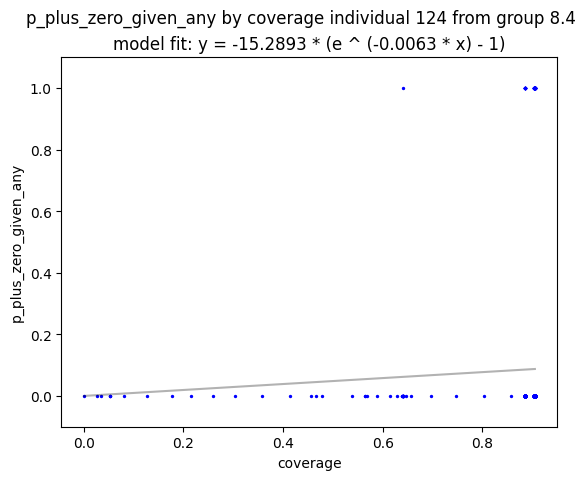 p_plus_zero_given_any by coverage individual 124 from group 8.4
model fit: y = -15.2893 * (e ^ (-0.0063 * x) - 1)
1.0
0.8
0.6
0.4
0.2
0.0
p_plus_zero_given_any
0.0 0.2 0.4 0.6 0.8
coverage